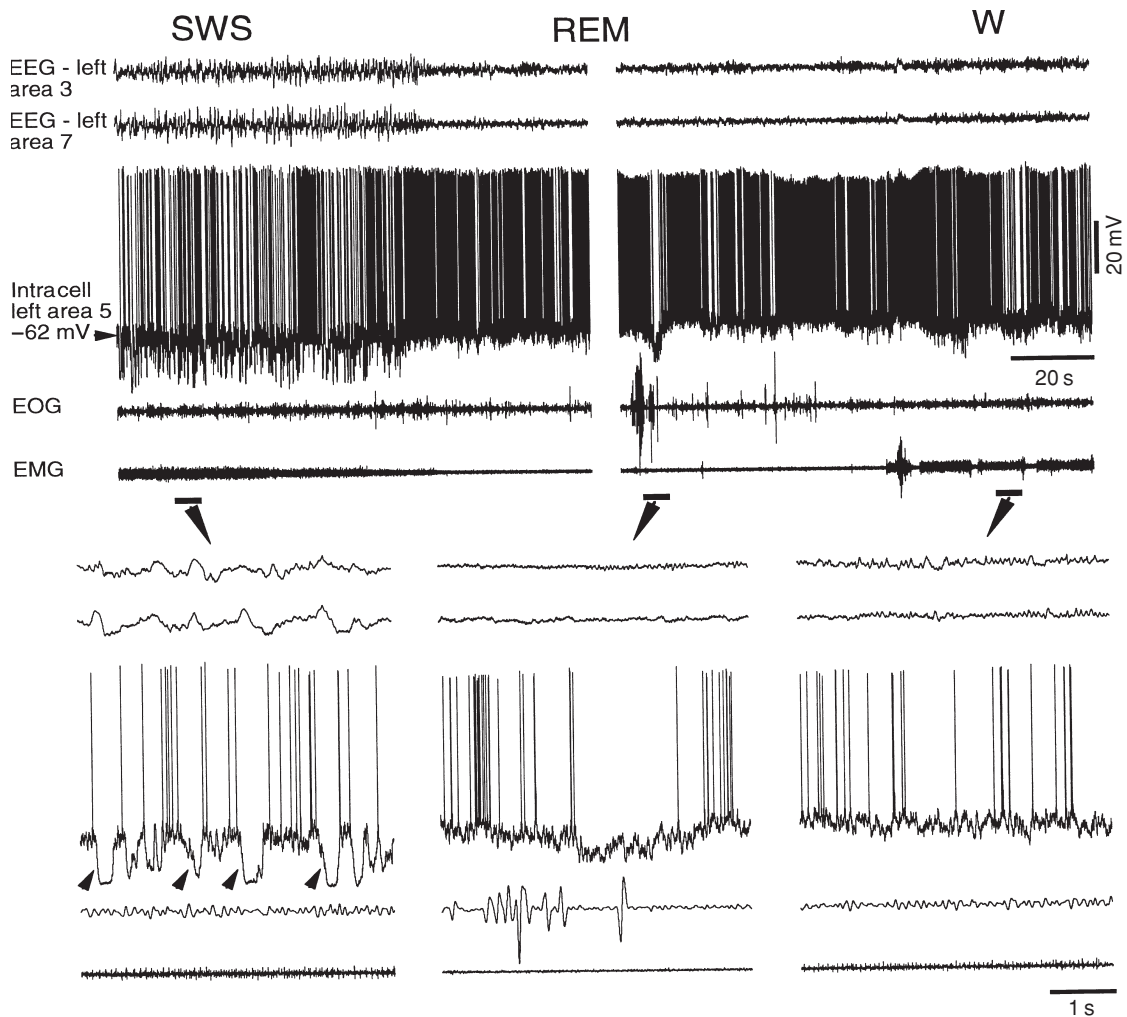 SWS
REM
W
EEG - left
area 3
EEG - left
area 7
20 mV
Intracell
left area 5
−62 mV
20 s
EOG
EMG
1 s